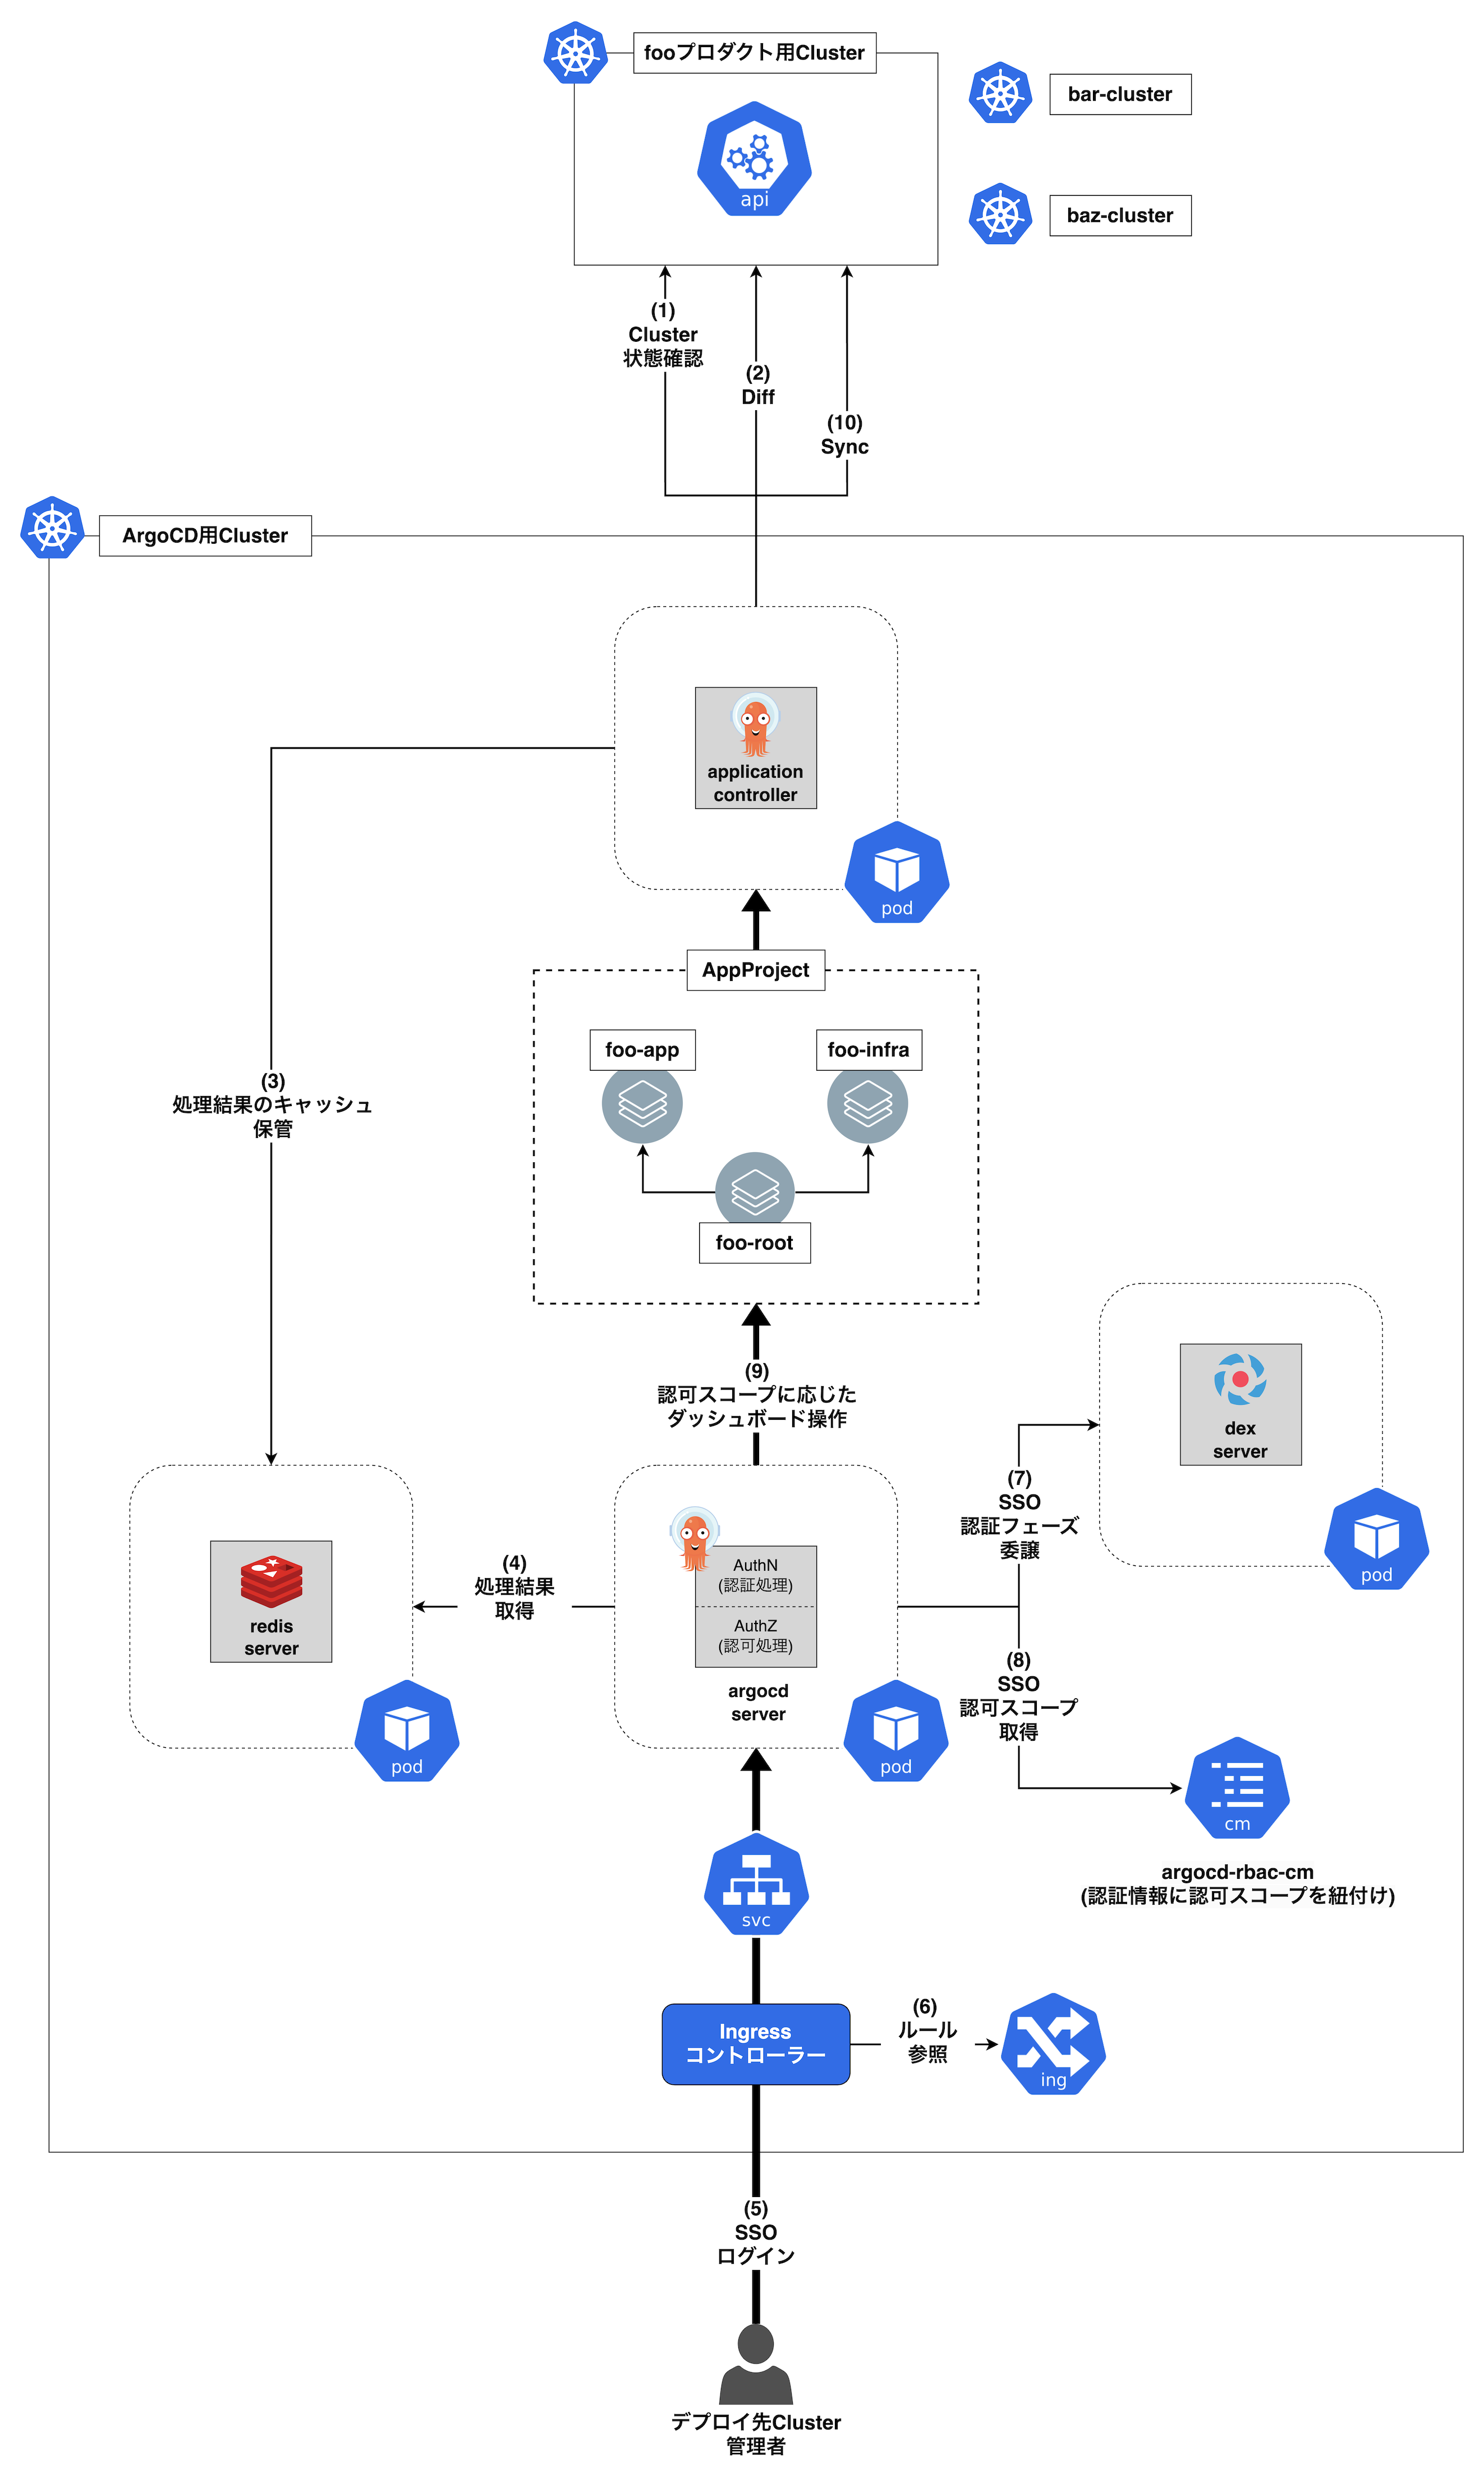 fooプロダクト用Cluster
bar-cluster
api
baz-cluster
(1)
Cluster
状態確認
(2)
Diff
(10)
Sync
ArgoCD用Cluster
application
controller
pod
AppProject
foo-app
foo-infra
foo-root
(3)
処理結果のキャッシュ
保管
(9)
認可スコープに応じた
ダッシュボード操作
dex
server
pod
(7)
SSO
認証フェーズ
委譲
(4)
処理結果
取得
redis
server
pod
AuthN
(認証処理)
AuthZ
(認可処理)
argocd
server
pod
(8)
SSO
認可スコープ
取得
cm
argocd-rbac-cm
(認証情報に認可スコープを紐付け)
svc
Ingress
コントローラー
(6)
ルール
参照
ing
(5)
SSO
ログイン
デプロイ先Cluster
管理者